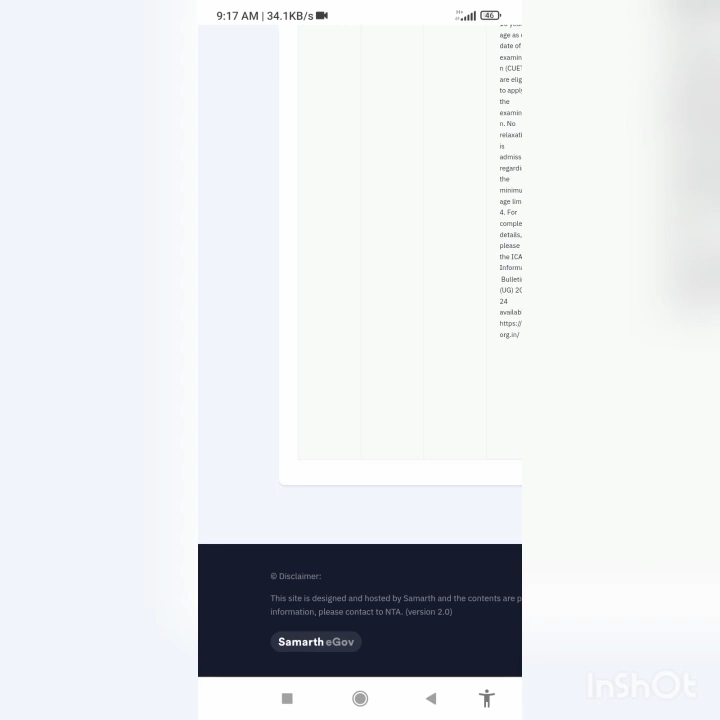 9:17 AM | 34.1KB/s
46
age as
date of
examin
n (CUET
are elig
to apply
the
examin
n. No
relaxati
is
admiss
regardi
the
minimu
age lim
4. For
comple
details,
please
the ICA
Informa
Bulleti
(UG) 20
24
availab
https://
org.in/
© Disclaimer:
This site is designed and hosted by Samarth and the contents are p
information, please contact to NTA. (version 2.0)
Samarth eGov
InShOt